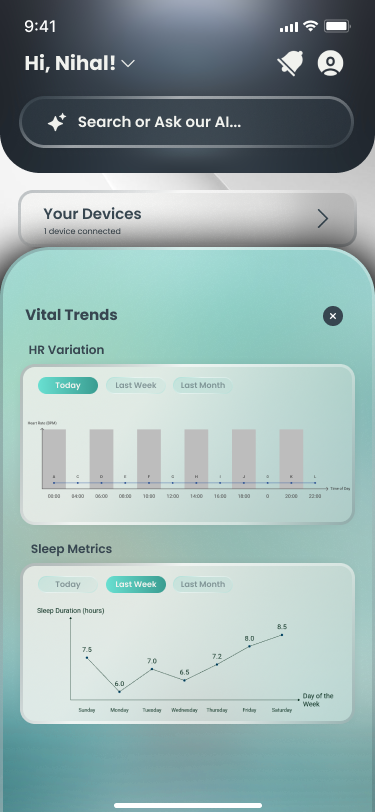 9:41
Hi, Nihal!
Search or Ask our AI...
Your Devices
1 device connected
Vital Trends
HR Variation
Today Last Week Last Month
Heart Rate (BPM)
Time of Day
00:00 04:00 06:00 08:00 10:00 12:00 14:00 16:00 18:00 0 20:00 22:00
Sleep Metrics
Today Last Week Last Month
Sleep Duration (hours)
7.5 6.0 7.0 6.5 7.2 8.0 8.5
Day of the
Week
Sunday Monday Tuesday Wednesday Thursday Friday Saturday